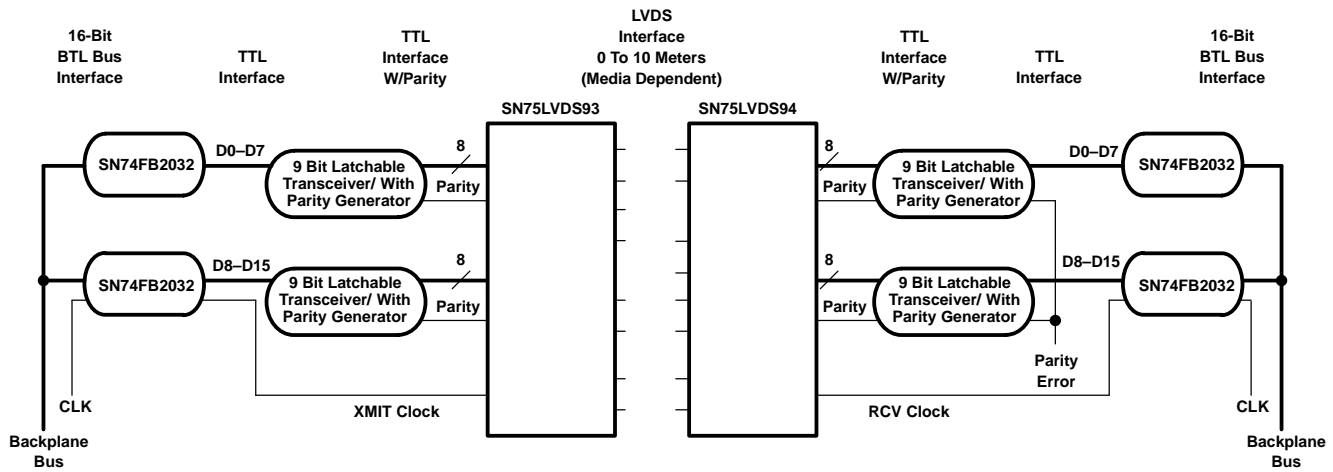 16-Bit
BTL Bus
Interface
TTL
Interface
TTL
Interface
W/Parity
LVDS
Interface
0 To 10 Meters
(Media Dependent)
TTL
Interface
W/Parity
TTL
Interface
16-Bit
BTL Bus
Interface
SN75LVDS93
SN75LVDS94
SN74FB2032
D0–D7
9 Bit Latchable
Transceiver/ With
Parity Generator
8
Parity
8
Parity
9 Bit Latchable
Transceiver/ With
Parity Generator
D0–D7
SN74FB2032
SN74FB2032
D8–D15
9 Bit Latchable
Transceiver/ With
Parity Generator
8
Parity
8
Parity
9 Bit Latchable
Transceiver/ With
Parity Generator
D8–D15
SN74FB2032
Parity
Error
CLK
XMIT Clock
RCV Clock
CLK
Backplane
Bus
Backplane
Bus